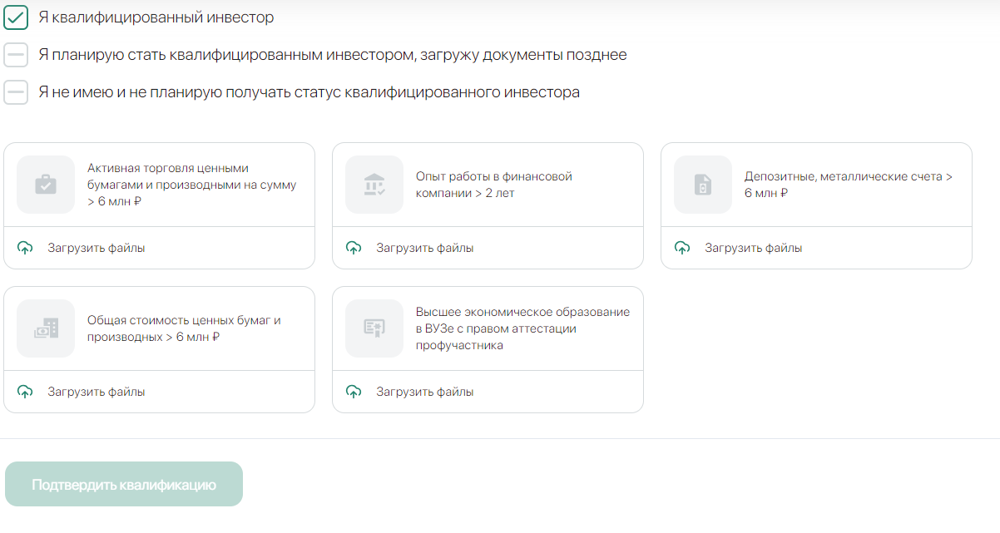 Я квалифицированный инвестор
Я планирую стать квалифицированным инвестором, загружу документы позднее
Я не имею и не планирую получать статус квалифицированного инвестора
Активная торговля ценными
бумагами и производными на сумму
> 6 млн ₽
Загрузить файлы
Опыт работы в финансовой
компании > 2 лет
Загрузить файлы
Депозитные, металлические счета >
6 млн ₽
Загрузить файлы
Общая стоимость ценных бумаг и
производных > 6 млн ₽
Загрузить файлы
Высшее экономическое образование
в ВУЗе с правом аттестации
профучастника
Загрузить файлы
Подтвердить квалификацию